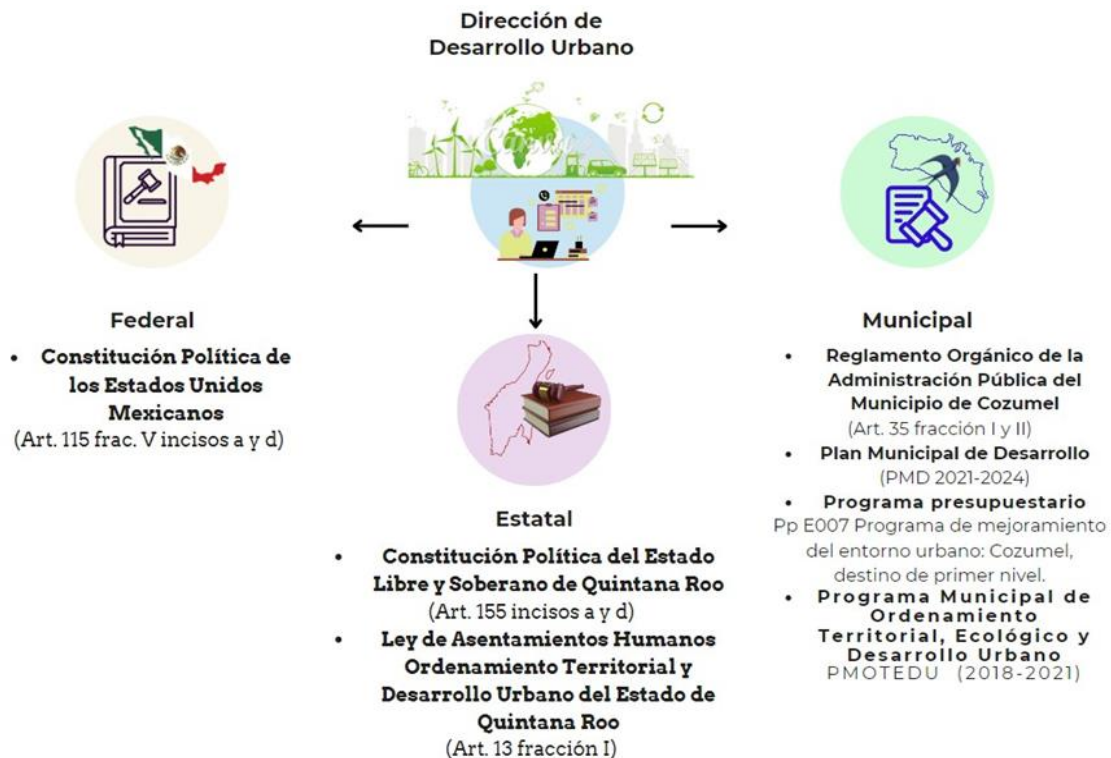 Dirección de
Desarrollo Urbano
Federal
• Constitución Política de
los Estados Unidos
Mexicanos
(Art. 115 frac. V incisos a y d)
Estatal
• Constitución Política del Estado
Libre y Soberano de Quintana Roo
(Art. 155 incisos a y d)
• Ley de Asentamientos Humanos
Ordenamiento Territorial y
Desarrollo Urbano del Estado de
Quintana Roo
(Art. 13 fracción I)
Municipal
• Reglamento Orgánico de la
Administración Pública del
Municipio de Cozumel
(Art. 35 fracción I y II)
• Plan Municipal de Desarrollo
(PMD 2021-2024)
• Programa presupuestario
Pp E007 Programa de mejoramiento
del entorno urbano: Cozumel,
destino de primer nivel.
• Programa Municipal de
Ordenamiento
Territorial, Ecológico y
Desarrollo Urbano
PMOTEDU (2018-2021)